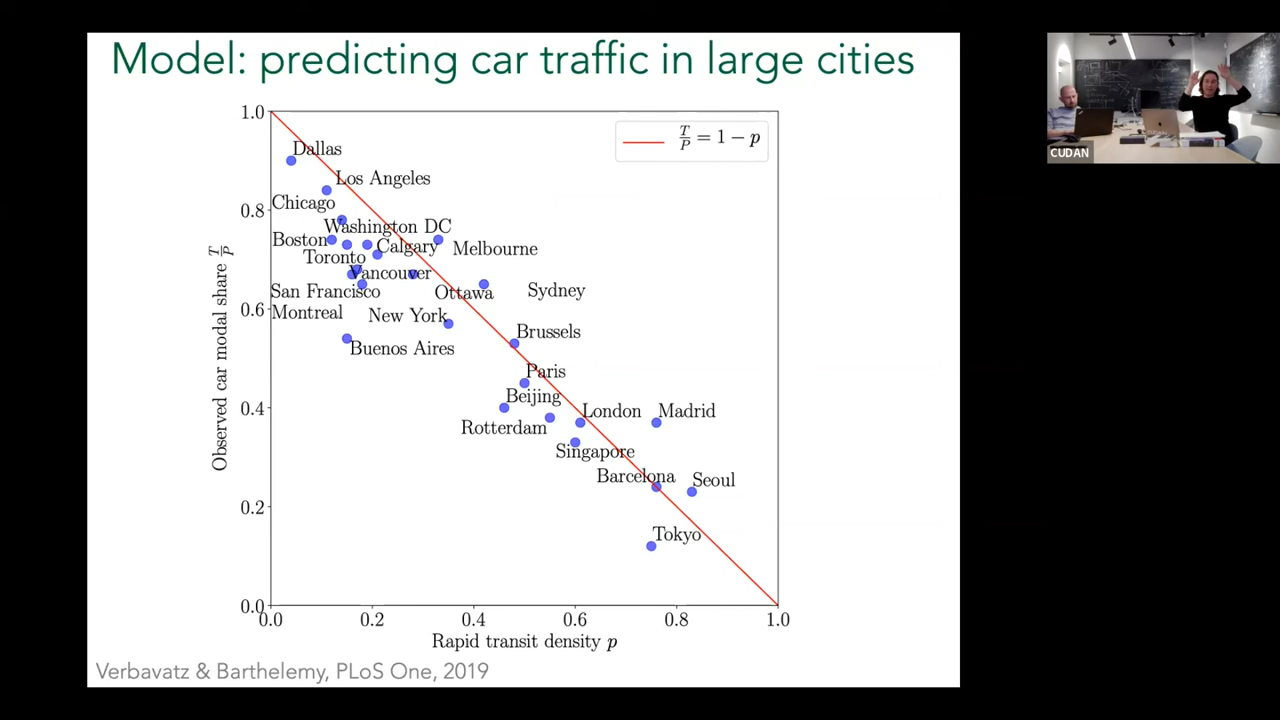 Model: predicting car traffic in large cities
1.0
0.8
0.6
0.4
0.2
0.0
Observed car modal share T/P
T/P = 1 − p
Dallas
Los Angeles
Chicago
Washington DC
Boston
Calgary
Melbourne
Toronto
Vancouver
San Francisco
Ottawa
Sydney
Montreal
New York
Brussels
Buenos Aires
Paris
Beijing
London
Madrid
Rotterdam
Singapore
Barcelona
Seoul
Tokyo
0.0 0.2 0.4 0.6 0.8 1.0
Rapid transit density p
Verbavatz & Barthelemy, PLoS One, 2019
CUDAN